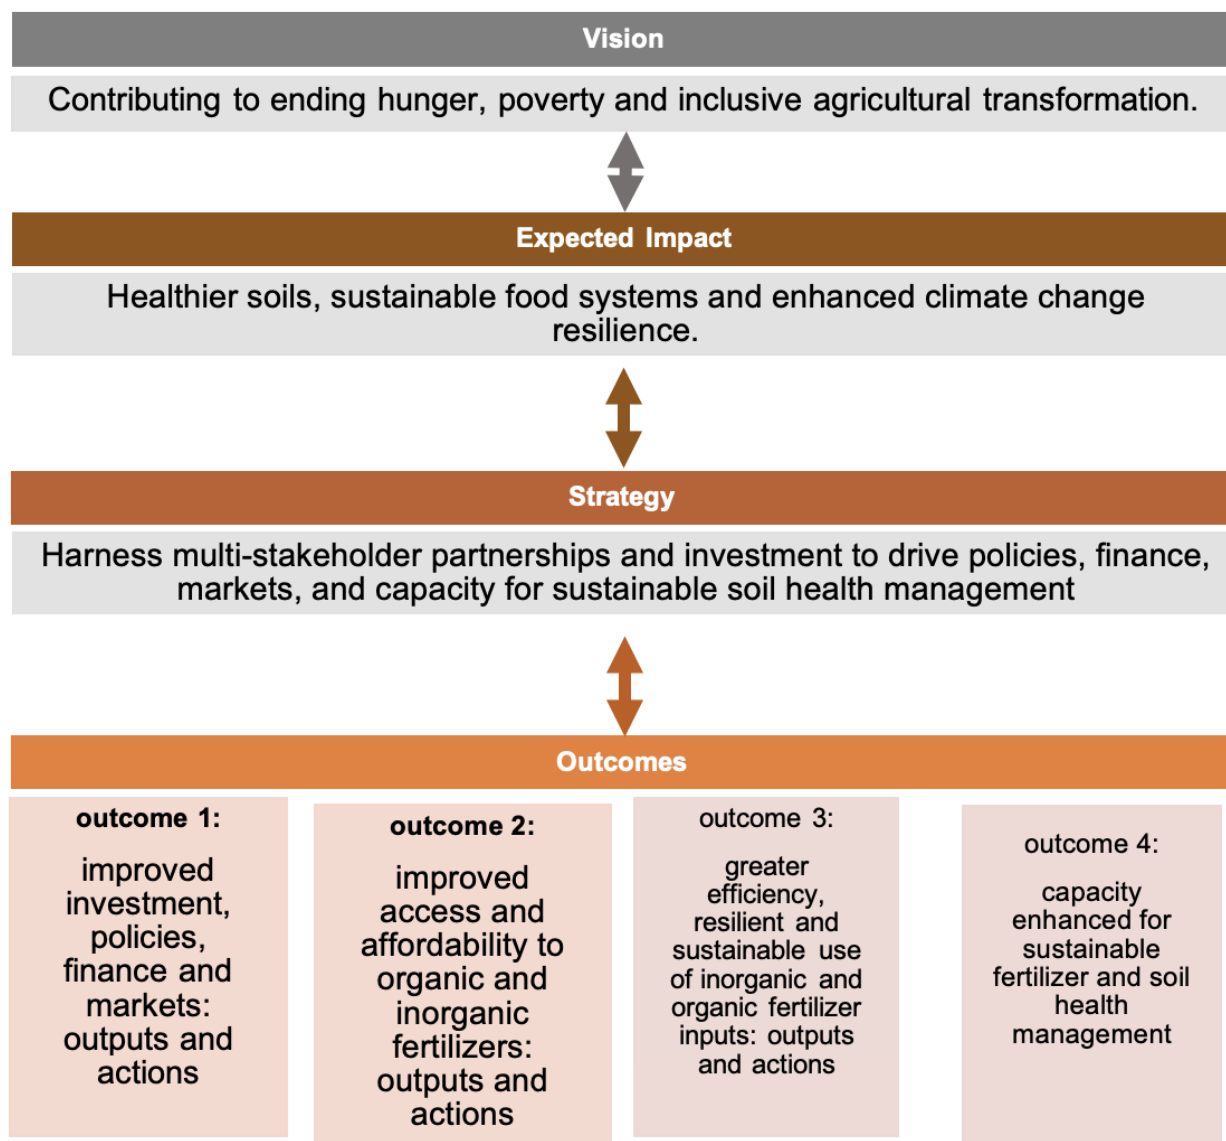 Vision
Contributing to ending hunger, poverty and inclusive agricultural transformation.
Expected Impact
Healthier soils, sustainable food systems and enhanced climate change
resilience.
Strategy
Harness multi-stakeholder partnerships and investment to drive policies, finance,
markets, and capacity for sustainable soil health management
Outcomes
outcome 1:
improved
investment,
policies,
finance and
markets:
outputs and
actions
outcome 2:
improved
access and
affordability to
organic and
inorganic
fertilizers:
outputs and
actions
outcome 3:
greater
efficiency,
resilient and
sustainable use
of inorganic and
organic fertilizer
inputs: outputs
and actions
outcome 4:
capacity
enhanced for
sustainable
fertilizer and soil
health
management